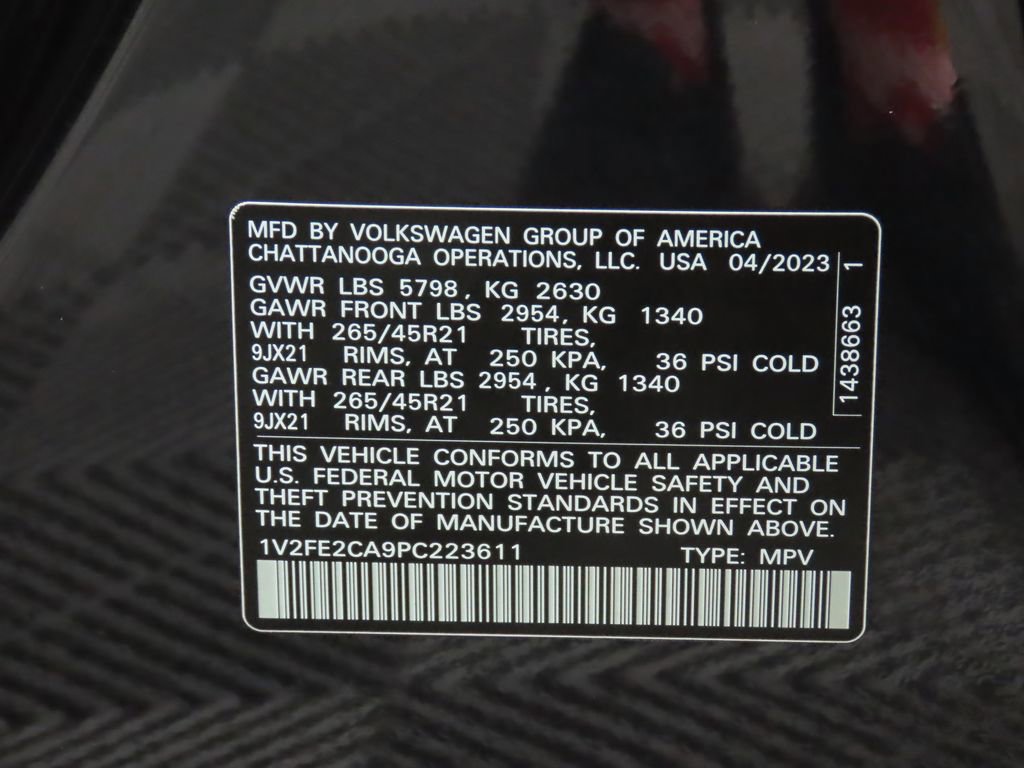 MFD BY VOLKSWAGEN GROUP OF AMERICA
CHATTANOOGA OPERATIONS, LLC. USA 04/2023
GVWR LBS 5798, KG 2630
GAWR FRONT LBS 2954, KG 1340
WITH 265/45R21 TIRES,
9JX21 RIMS, AT 250 KPA, 36 PSI COLD
GAWR REAR LBS 2954, KG 1340
WITH 265/45R21 TIRES,
9JX21 RIMS, AT 250 KPA, 36 PSI COLD
1438663 1
THIS VEHICLE CONFORMS TO ALL APPLICABLE
U.S. FEDERAL MOTOR VEHICLE SAFETY AND
THEFT PREVENTION STANDARDS IN EFFECT ON
THE DATE OF MANUFACTURE SHOWN ABOVE.
1V2FE2CA9PC223611 TYPE: MPV